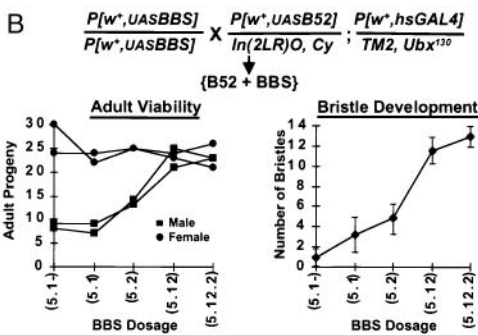 B
P[w⁺,UASBBS] X P[w⁺,UASB52] ; P[w⁺,hsGAL4]
P[w⁺,UASBBS] In(2LR)O, Cy TM2, Ubx¹³⁰
{B52 + BBS}
Adult Viability
Adult Progeny
30
25
20
15
10
5
0
Male
Female
(5.1-)
(5.1)
(5.2)
(5.12)
(5.12.2)
BBS Dosage
Bristle Development
Number of Bristles
14
12
10
8
6
4
2
0
(5.1-)
(5.1)
(5.2)
(5.12)
(5.12.2)
BBS Dosage